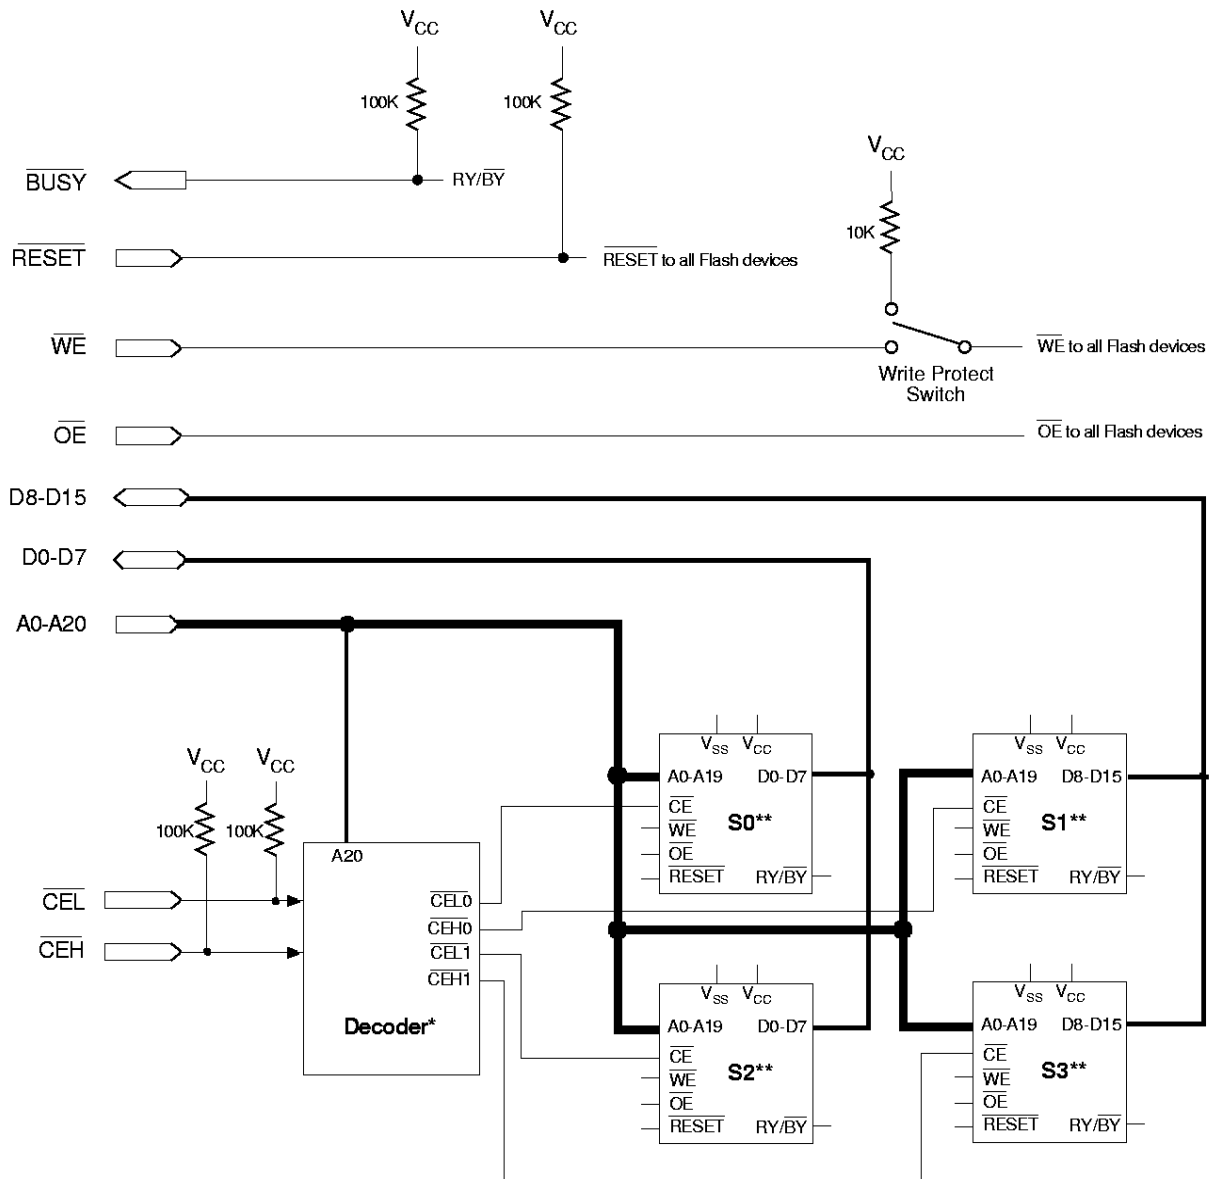 VCC
VCC
100K
100K
VCC
BUSY
RY/BY
10K
RESET
RESET to all Flash devices
WE
WE to all Flash devices
Write Protect
Switch
OE
OE to all Flash devices
D8-D15
D0-D7
A0-A20
VSS VCC
VSS VCC
VCC
VCC
A0-A19 D0-D7
A0-A19 D8-D15
CE
S0**
WE
OE
RESET RY/BY
CE
S1**
WE
OE
RESET RY/BY
100K
100K
A20
CEL
CEH
CEL0
CEH0
CEL1
CEH1
Decoder*
VSS VCC
VSS VCC
A0-A19 D0-D7
A0-A19 D8-D15
CE
S2**
WE
OE
RESET RY/BY
CE
S3**
WE
OE
RESET RY/BY